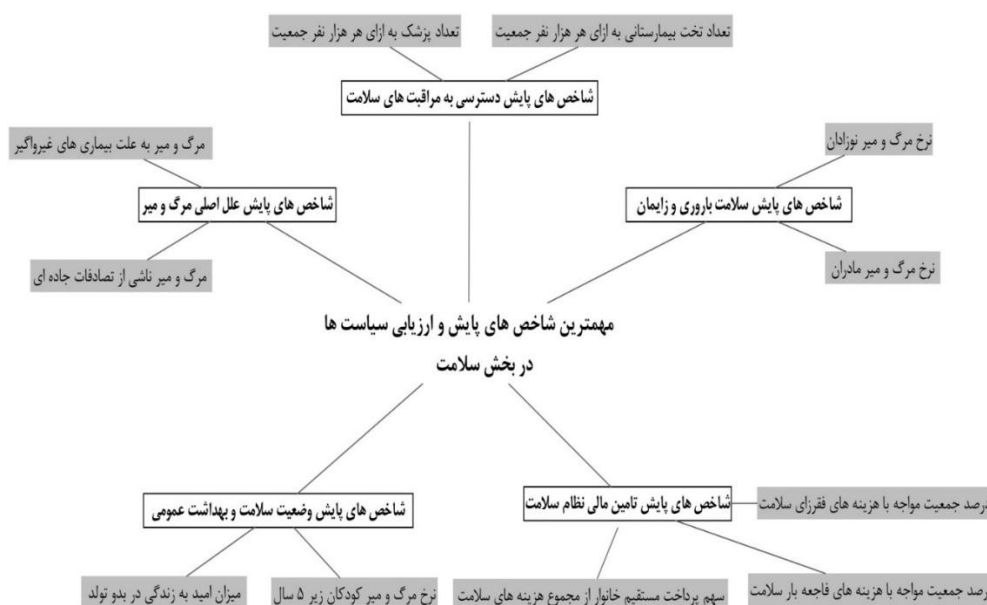 تعداد تخت بیمارستانی به ازای هر هزار نفر جمعیت
تعداد پزشک به ازای هر هزار نفر جمعیت
شاخص های پایش دسترسی به مراقبت های سلامت
نرخ مرگ و میر نوزادان
شاخص های پایش سلامت باروری و زایمان
نرخ مرگ و میر مادران
مرگ و میر به علت بیماری های غیرواگیر
شاخص های پایش علل اصلی مرگ و میر
مرگ و میر ناشی از تصادفات جاده ای
مهمترین شاخص های پایش و ارزیابی سیاست ها
در بخش سلامت
شاخص های پایش تامین مالی نظام سلامت
درصد جمعیت مواجه با هزینه های فقرزای سلامت
درصد جمعیت مواجه با هزینه های فاجعه بار سلامت
سهم پرداخت مستقیم خانوار از مجموع هزینه های سلامت
شاخص های پایش وضعیت سلامت و بهداشت عمومی
نرخ مرگ و میر کودکان زیر ۵ سال
میزان امید به زندگی در بدو تولد